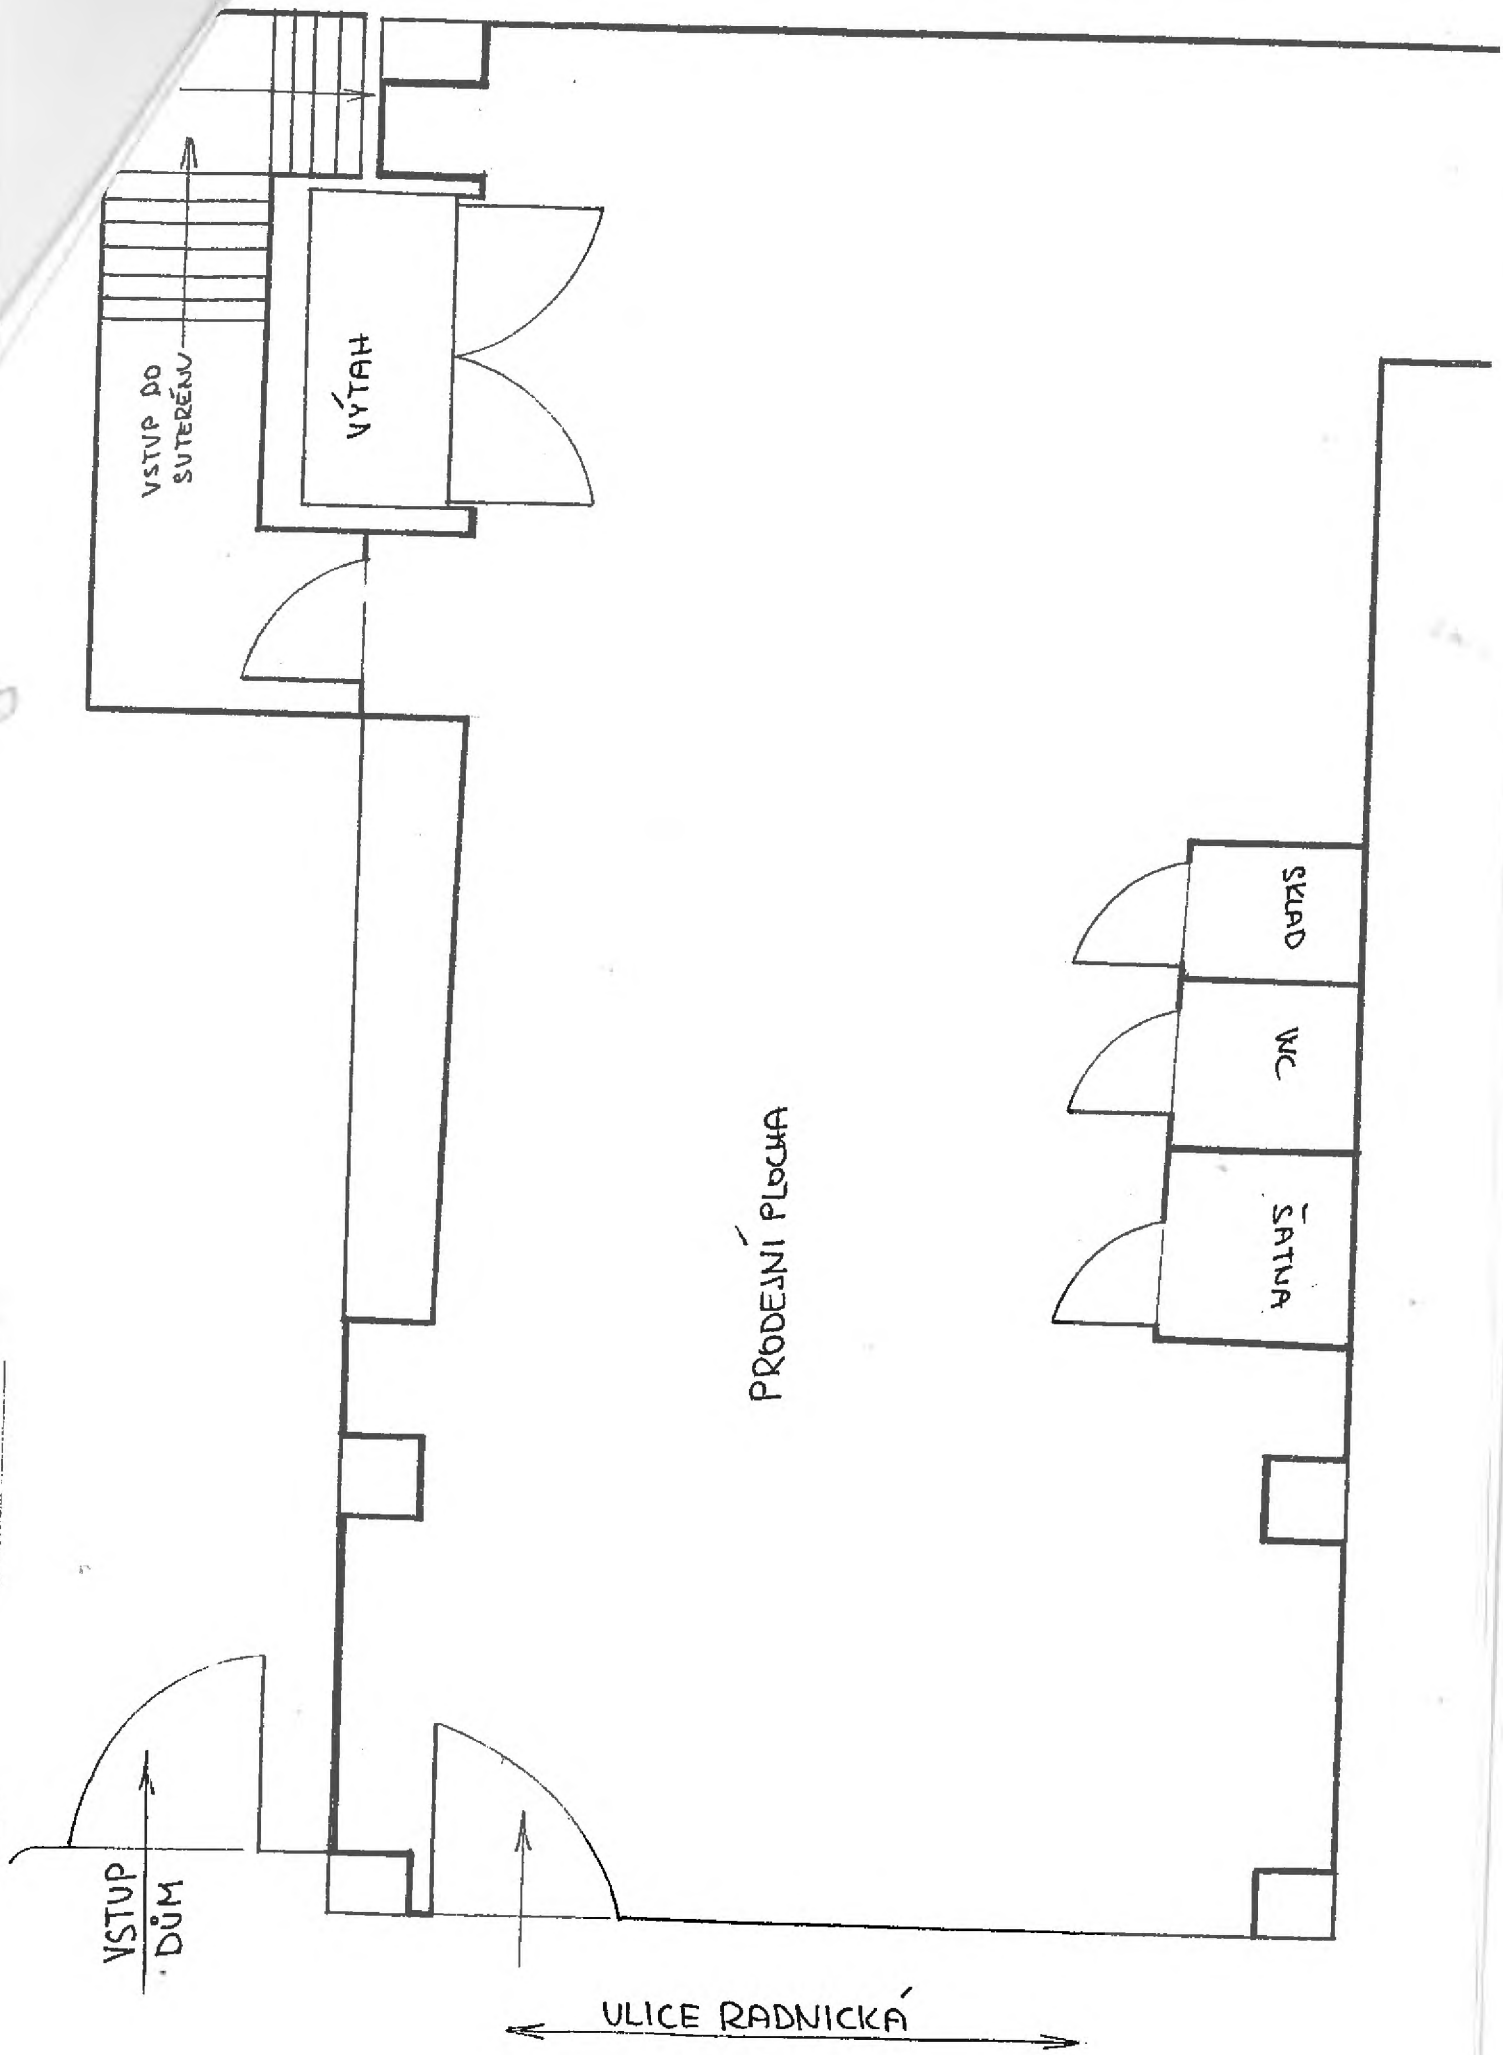 VSTUP DO
SUTERÉNU
VÝTAH
SKLAD
WC
ŠATNA
PRODEJNÍ PLOCHA
VSTUP
DŮM
ULICE RADNICKÁ